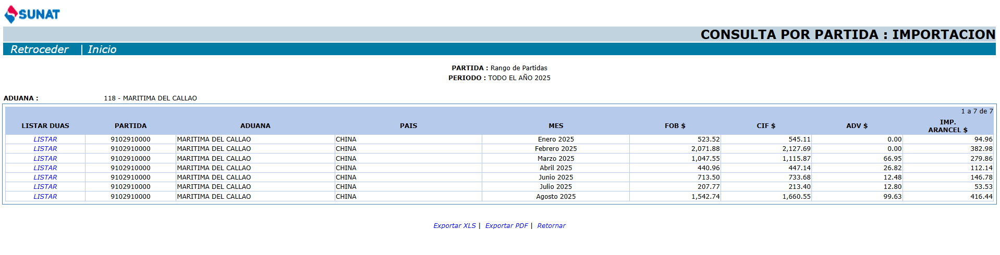 SUNAT
CONSULTA POR PARTIDA : IMPORTACION
Retroceder | Inicio
PARTIDA : Rango de Partidas
PERIODO : TODO EL AÑO 2025
ADUANA : 118 - MARITIMA DEL CALLAO
1 a 7 de 7
LISTAR DUAS PARTIDA ADUANA PAIS MES FOB $ CIF $ ADV $ IMP. ARANCEL $
LISTAR 9102910000 MARITIMA DEL CALLAO CHINA Enero 2025 523.52 545.11 0.00 94.96
LISTAR 9102910000 MARITIMA DEL CALLAO CHINA Febrero 2025 2,071.88 2,127.69 0.00 382.98
LISTAR 9102910000 MARITIMA DEL CALLAO CHINA Marzo 2025 1,047.55 1,115.87 66.95 279.86
LISTAR 9102910000 MARITIMA DEL CALLAO CHINA Abril 2025 440.96 447.14 26.82 112.14
LISTAR 9102910000 MARITIMA DEL CALLAO CHINA Junio 2025 713.50 733.68 12.48 146.78
LISTAR 9102910000 MARITIMA DEL CALLAO CHINA Julio 2025 207.77 213.40 12.80 53.53
LISTAR 9102910000 MARITIMA DEL CALLAO CHINA Agosto 2025 1,542.74 1,660.55 99.63 416.44
Exportar XLS | Exportar PDF | Retornar